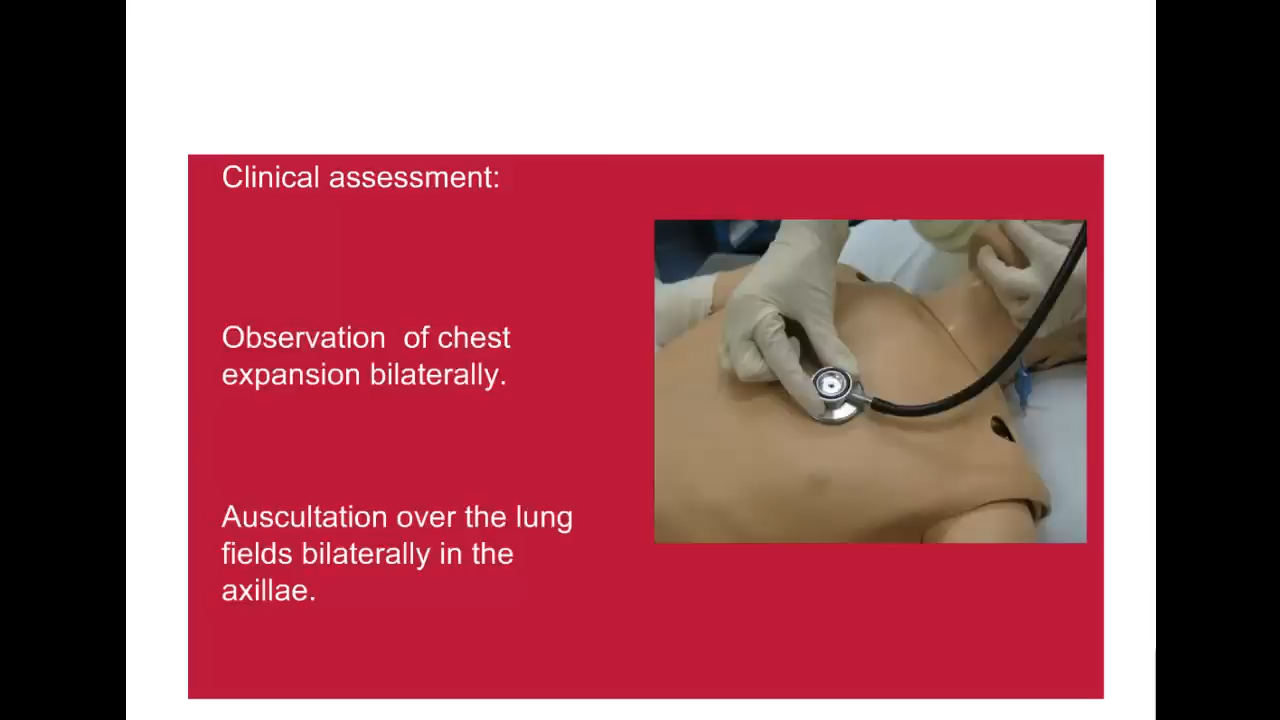 Clinical assessment:
Observation  of chest
expansion bilaterally.
Auscultation over the lung
fields bilaterally in the
axillae.